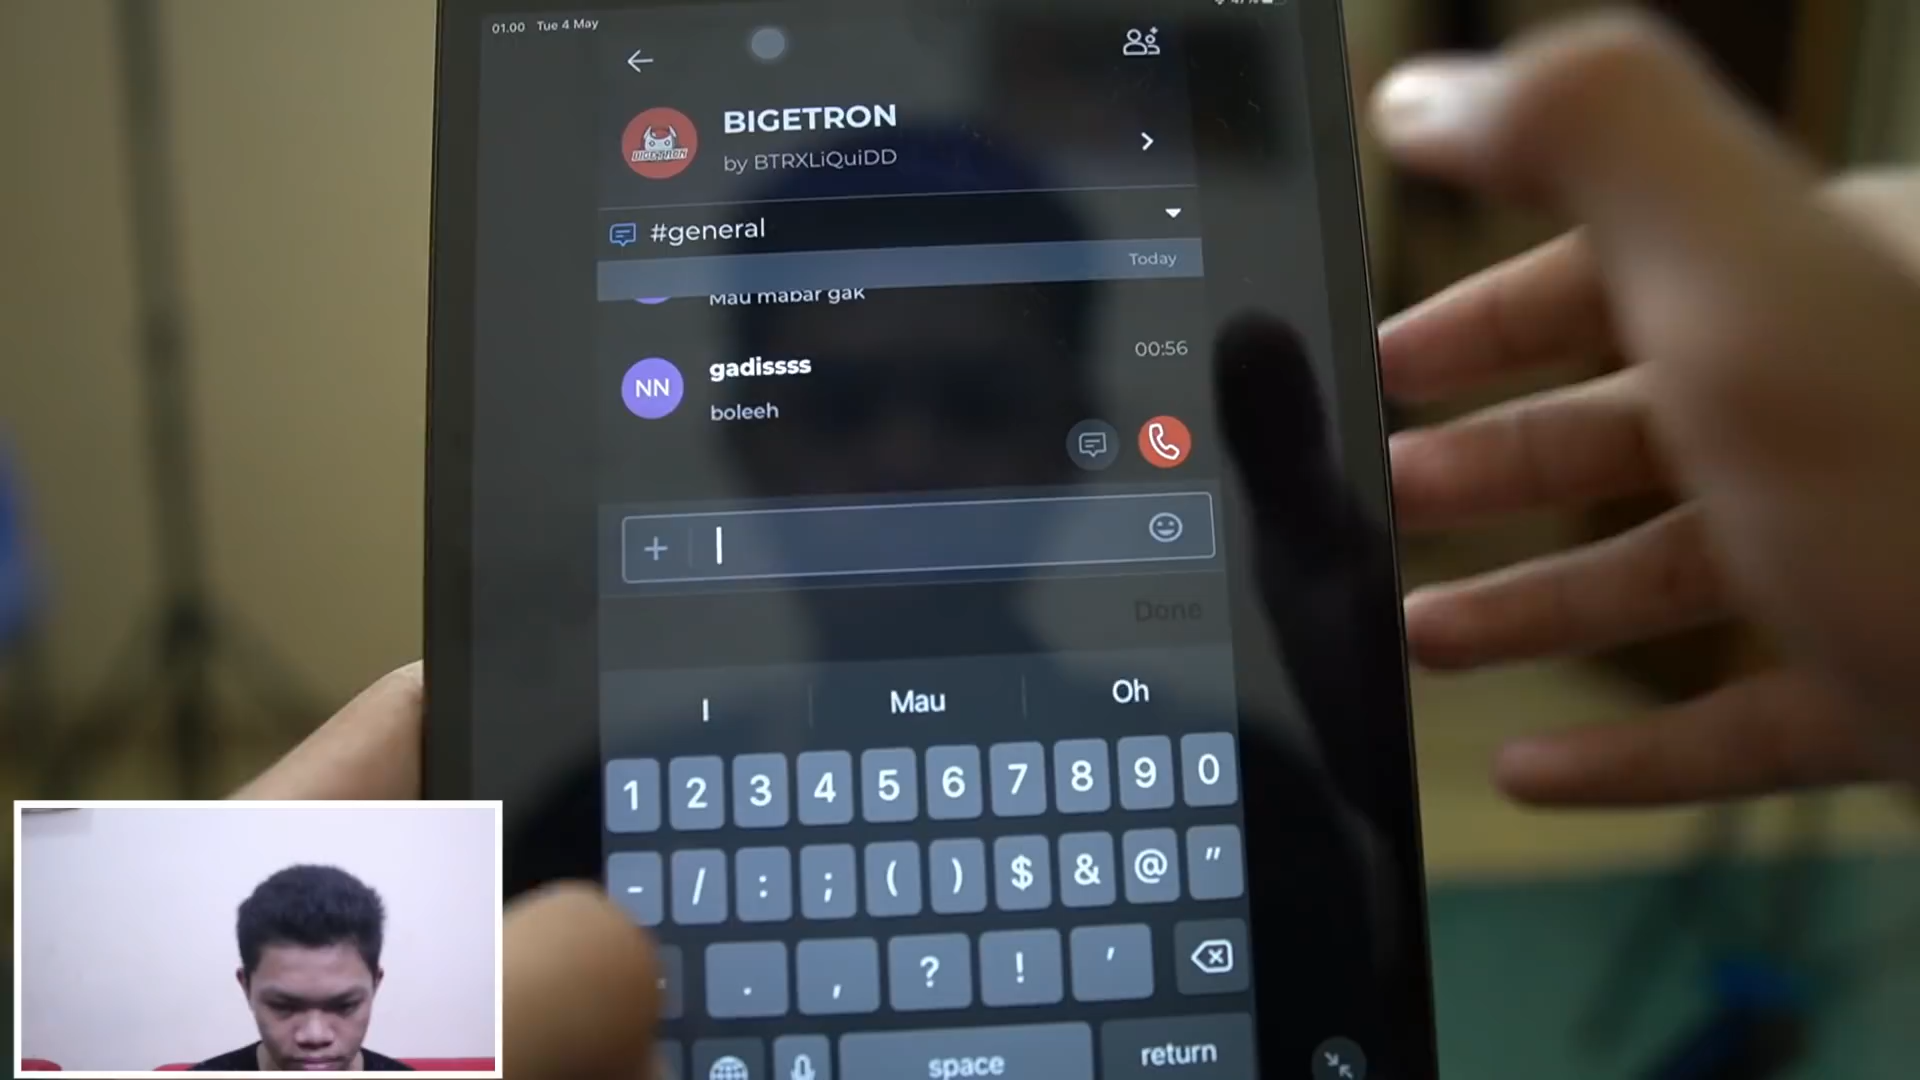 01.00 Tue 4 May
BIGETRON
by BTRXLiQuiDD
BIGETRON
#general
Today
Mau mabar gak
gadissss
00:56
NN
boleeh
Done
I Mau Oh
1 2 3 4 5 6 7 8 9 0
- / : ; ( ) $ & @ "
. , ? ! '
space return